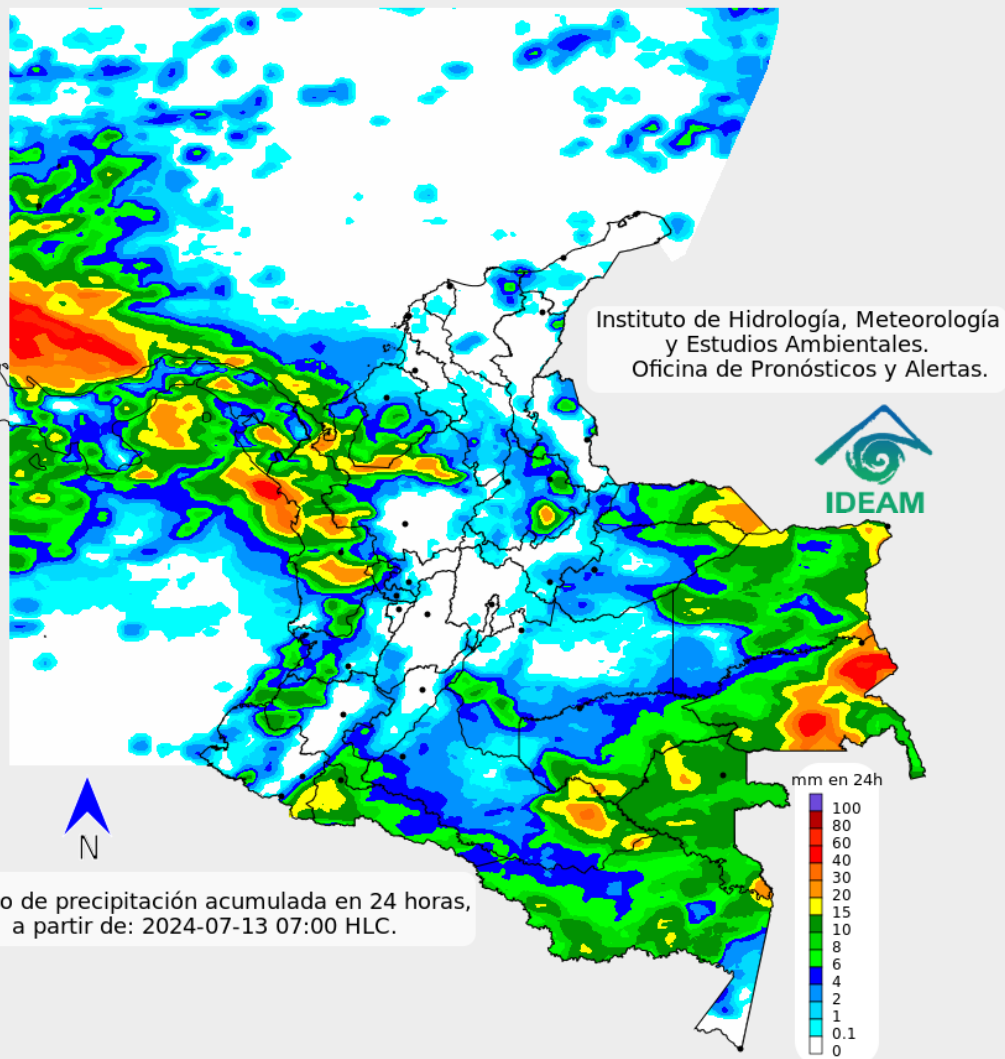 Instituto de Hidrología, Meteorología
y Estudios Ambientales.
Oficina de Pronósticos y Alertas.
IDEAM
mm en 24h
100
80
60
40
30
20
15
10
8
6
4
2
1
0.1
0
N
o de precipitación acumulada en 24 horas,
a partir de: 2024-07-13 07:00 HLC.